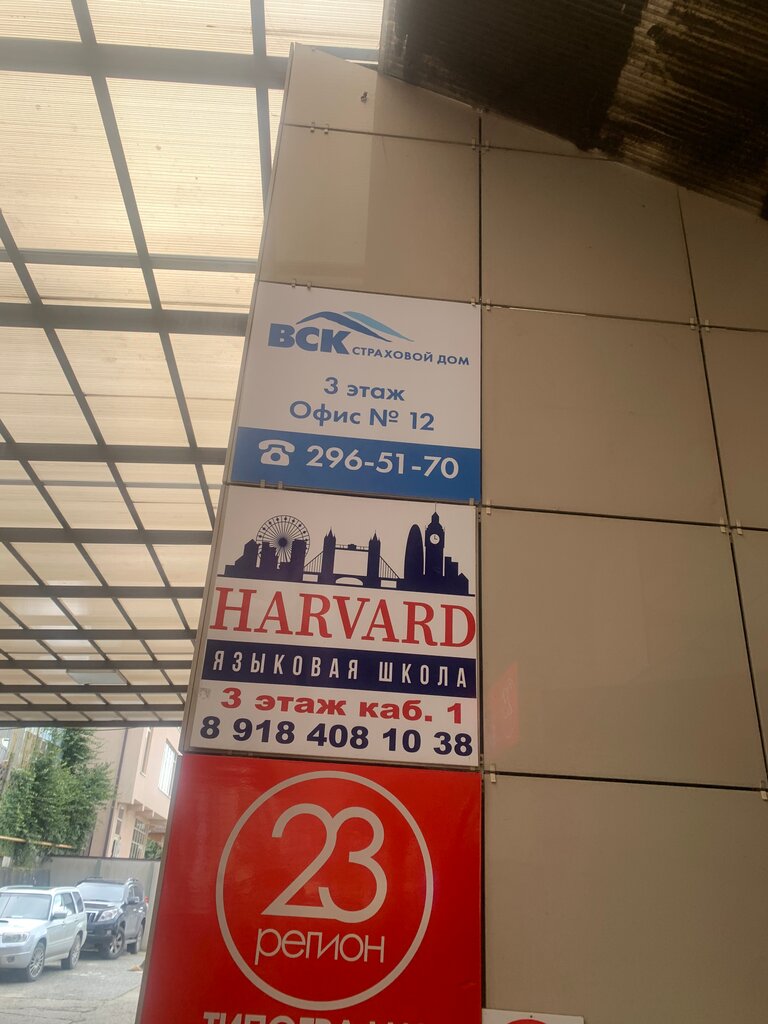 ВСК СТРАХОВОЙ ДОМ
3 этаж
Офис № 12
296-51-70
HARVARD
ЯЗЫКОВАЯ ШКОЛА
3 этаж каб. 1
8 918 408 10 38
23
регион